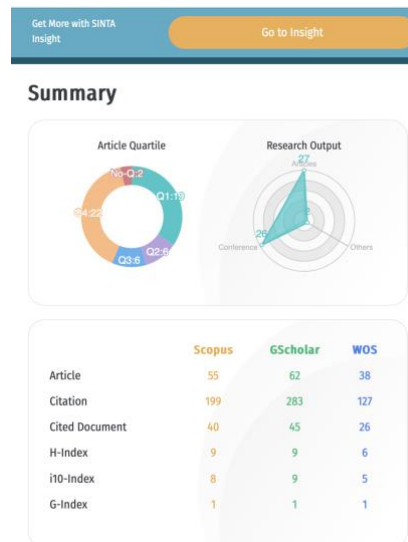 Get More with SINTA
Insight
Go to Insight
Summary
Article Quartile
Research Output
No-Q:2
Q1:19
Q2:6
Q3:6
Q4:22
27
Articles
26
Conference
2
Others
Scopus GScholar WOS
Article 55 62 38
Citation 199 283 127
Cited Document 40 45 26
H-Index 9 9 6
i10-Index 8 9 5
G-Index 1 1 1